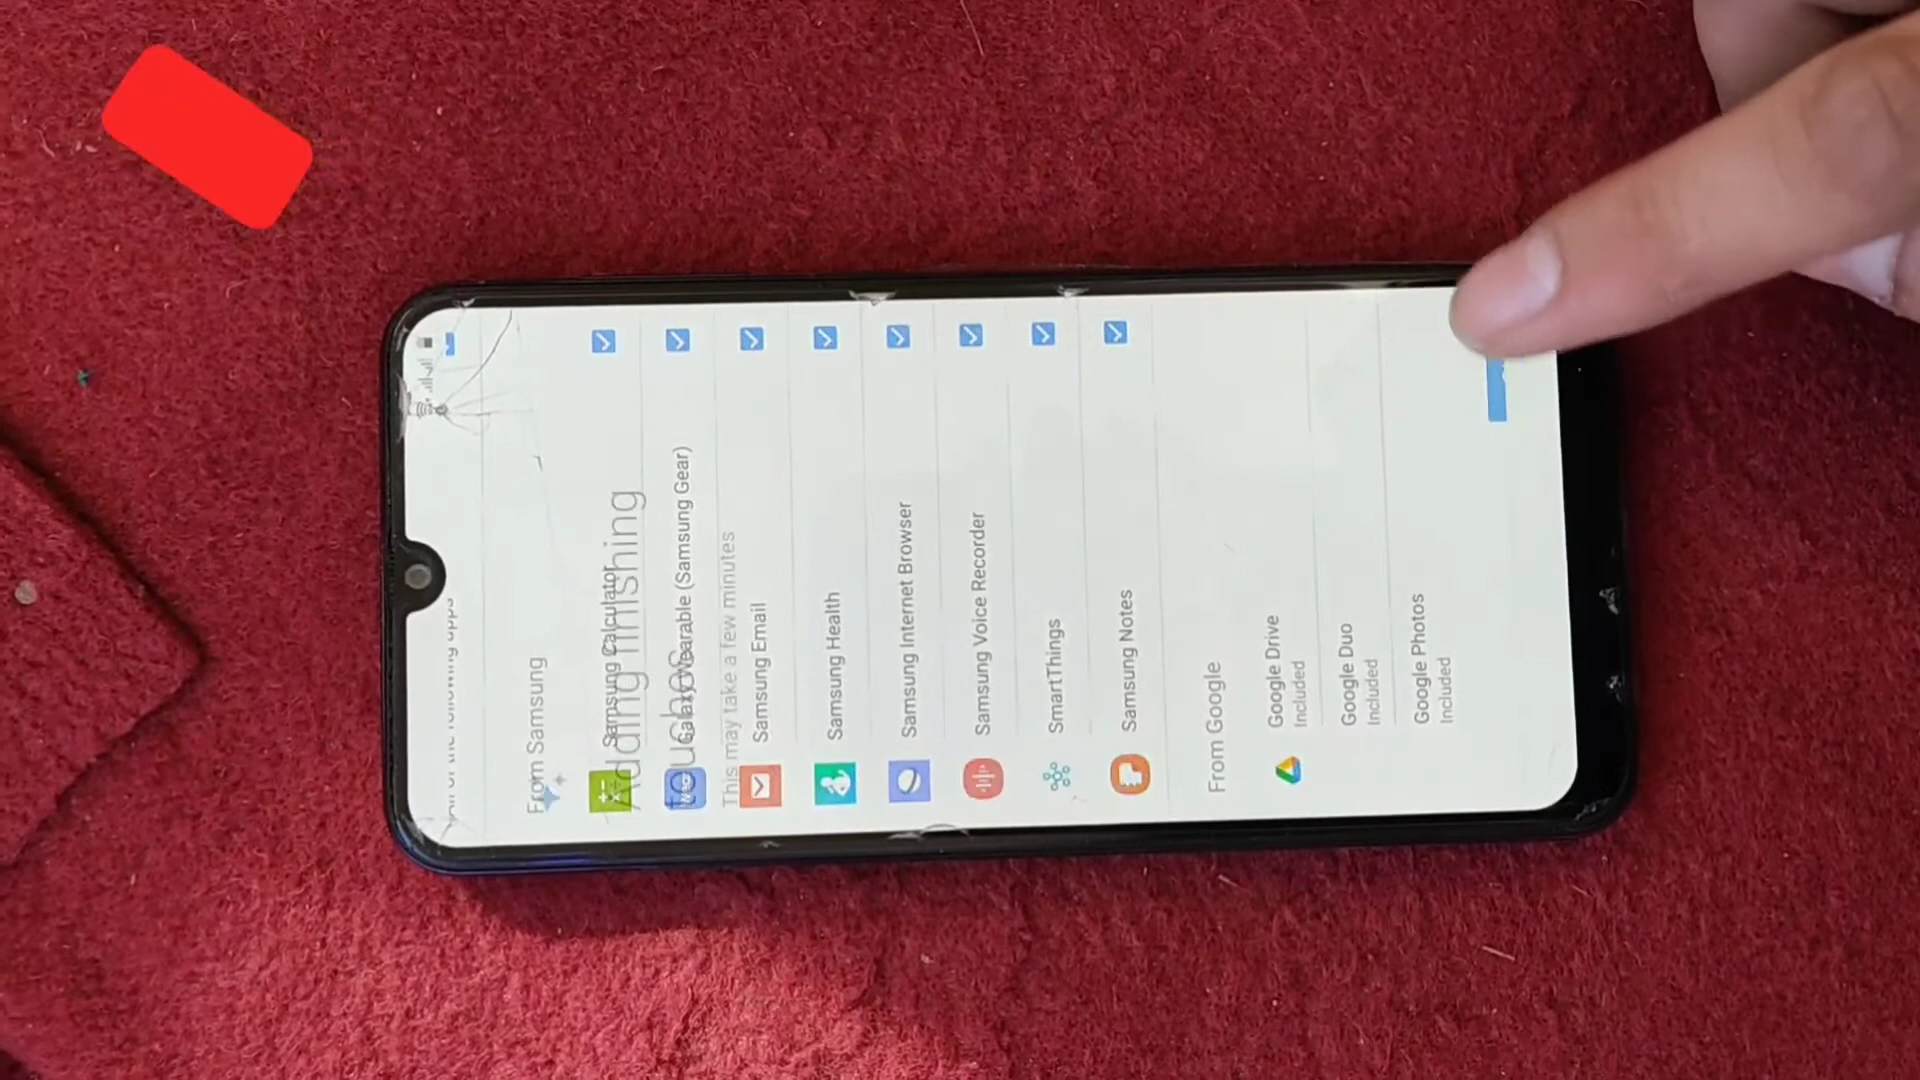 From Samsung
Samsung Calculator
Adding finishing
touches
Galaxy Wearable (Samsung Gear)
This may take a few minutes
Samsung Email
Samsung Health
Samsung Internet Browser
Samsung Voice Recorder
SmartThings
Samsung Notes
From Google
Google Drive
Included
Google Duo
Included
Google Photos
Included